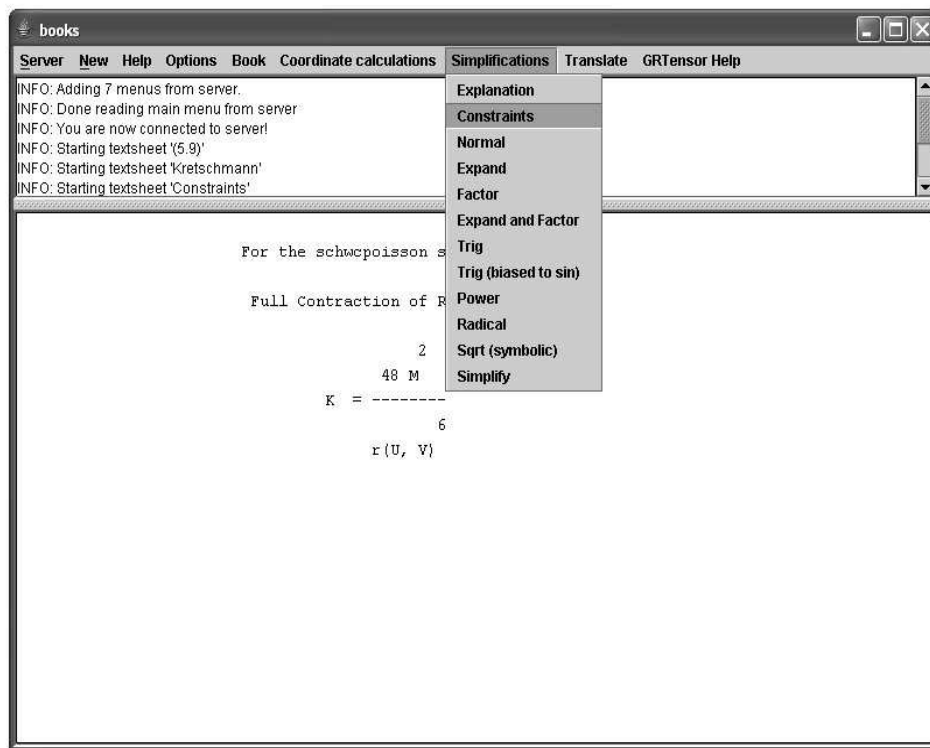 books
Server New Help Options Book Coordinate calculations Simplifications Translate GRTensor Help
INFO: Adding 7 menus from server.
INFO: Done reading main menu from server
INFO: You are now connected to server!
INFO: Starting textsheet '(5.9)'
INFO: Starting textsheet 'Kretschmann'
INFO: Starting textsheet 'Constraints'
Explanation
Constraints
Normal
Expand
Factor
Expand and Factor
Trig
Trig (biased to sin)
Power
Radical
Sqrt (symbolic)
Simplify
For the schwcpoisson s
Full Contraction of R
2
48 M
K = --------
6
r(U, V)